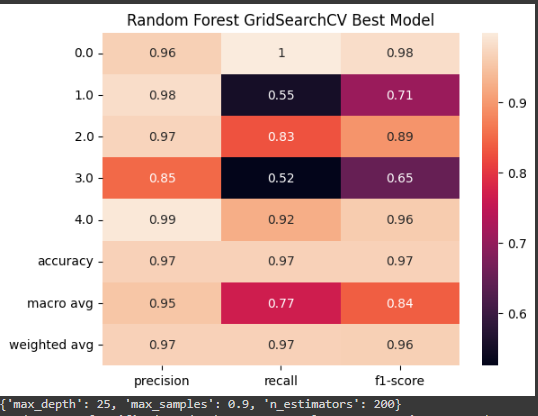 Random Forest GridSearchCV Best Model
0.0 0.96 1 0.98
1.0 0.98 0.55 0.71 0.9
2.0 0.97 0.83 0.89
3.0 0.85 0.52 0.65 0.8
4.0 0.99 0.92 0.96
accuracy 0.97 0.97 0.97 0.7
macro avg 0.95 0.77 0.84 0.6
weighted avg 0.97 0.97 0.96
precision recall f1-score
{'max_depth': 25, 'max_samples': 0.9, 'n_estimators': 200}